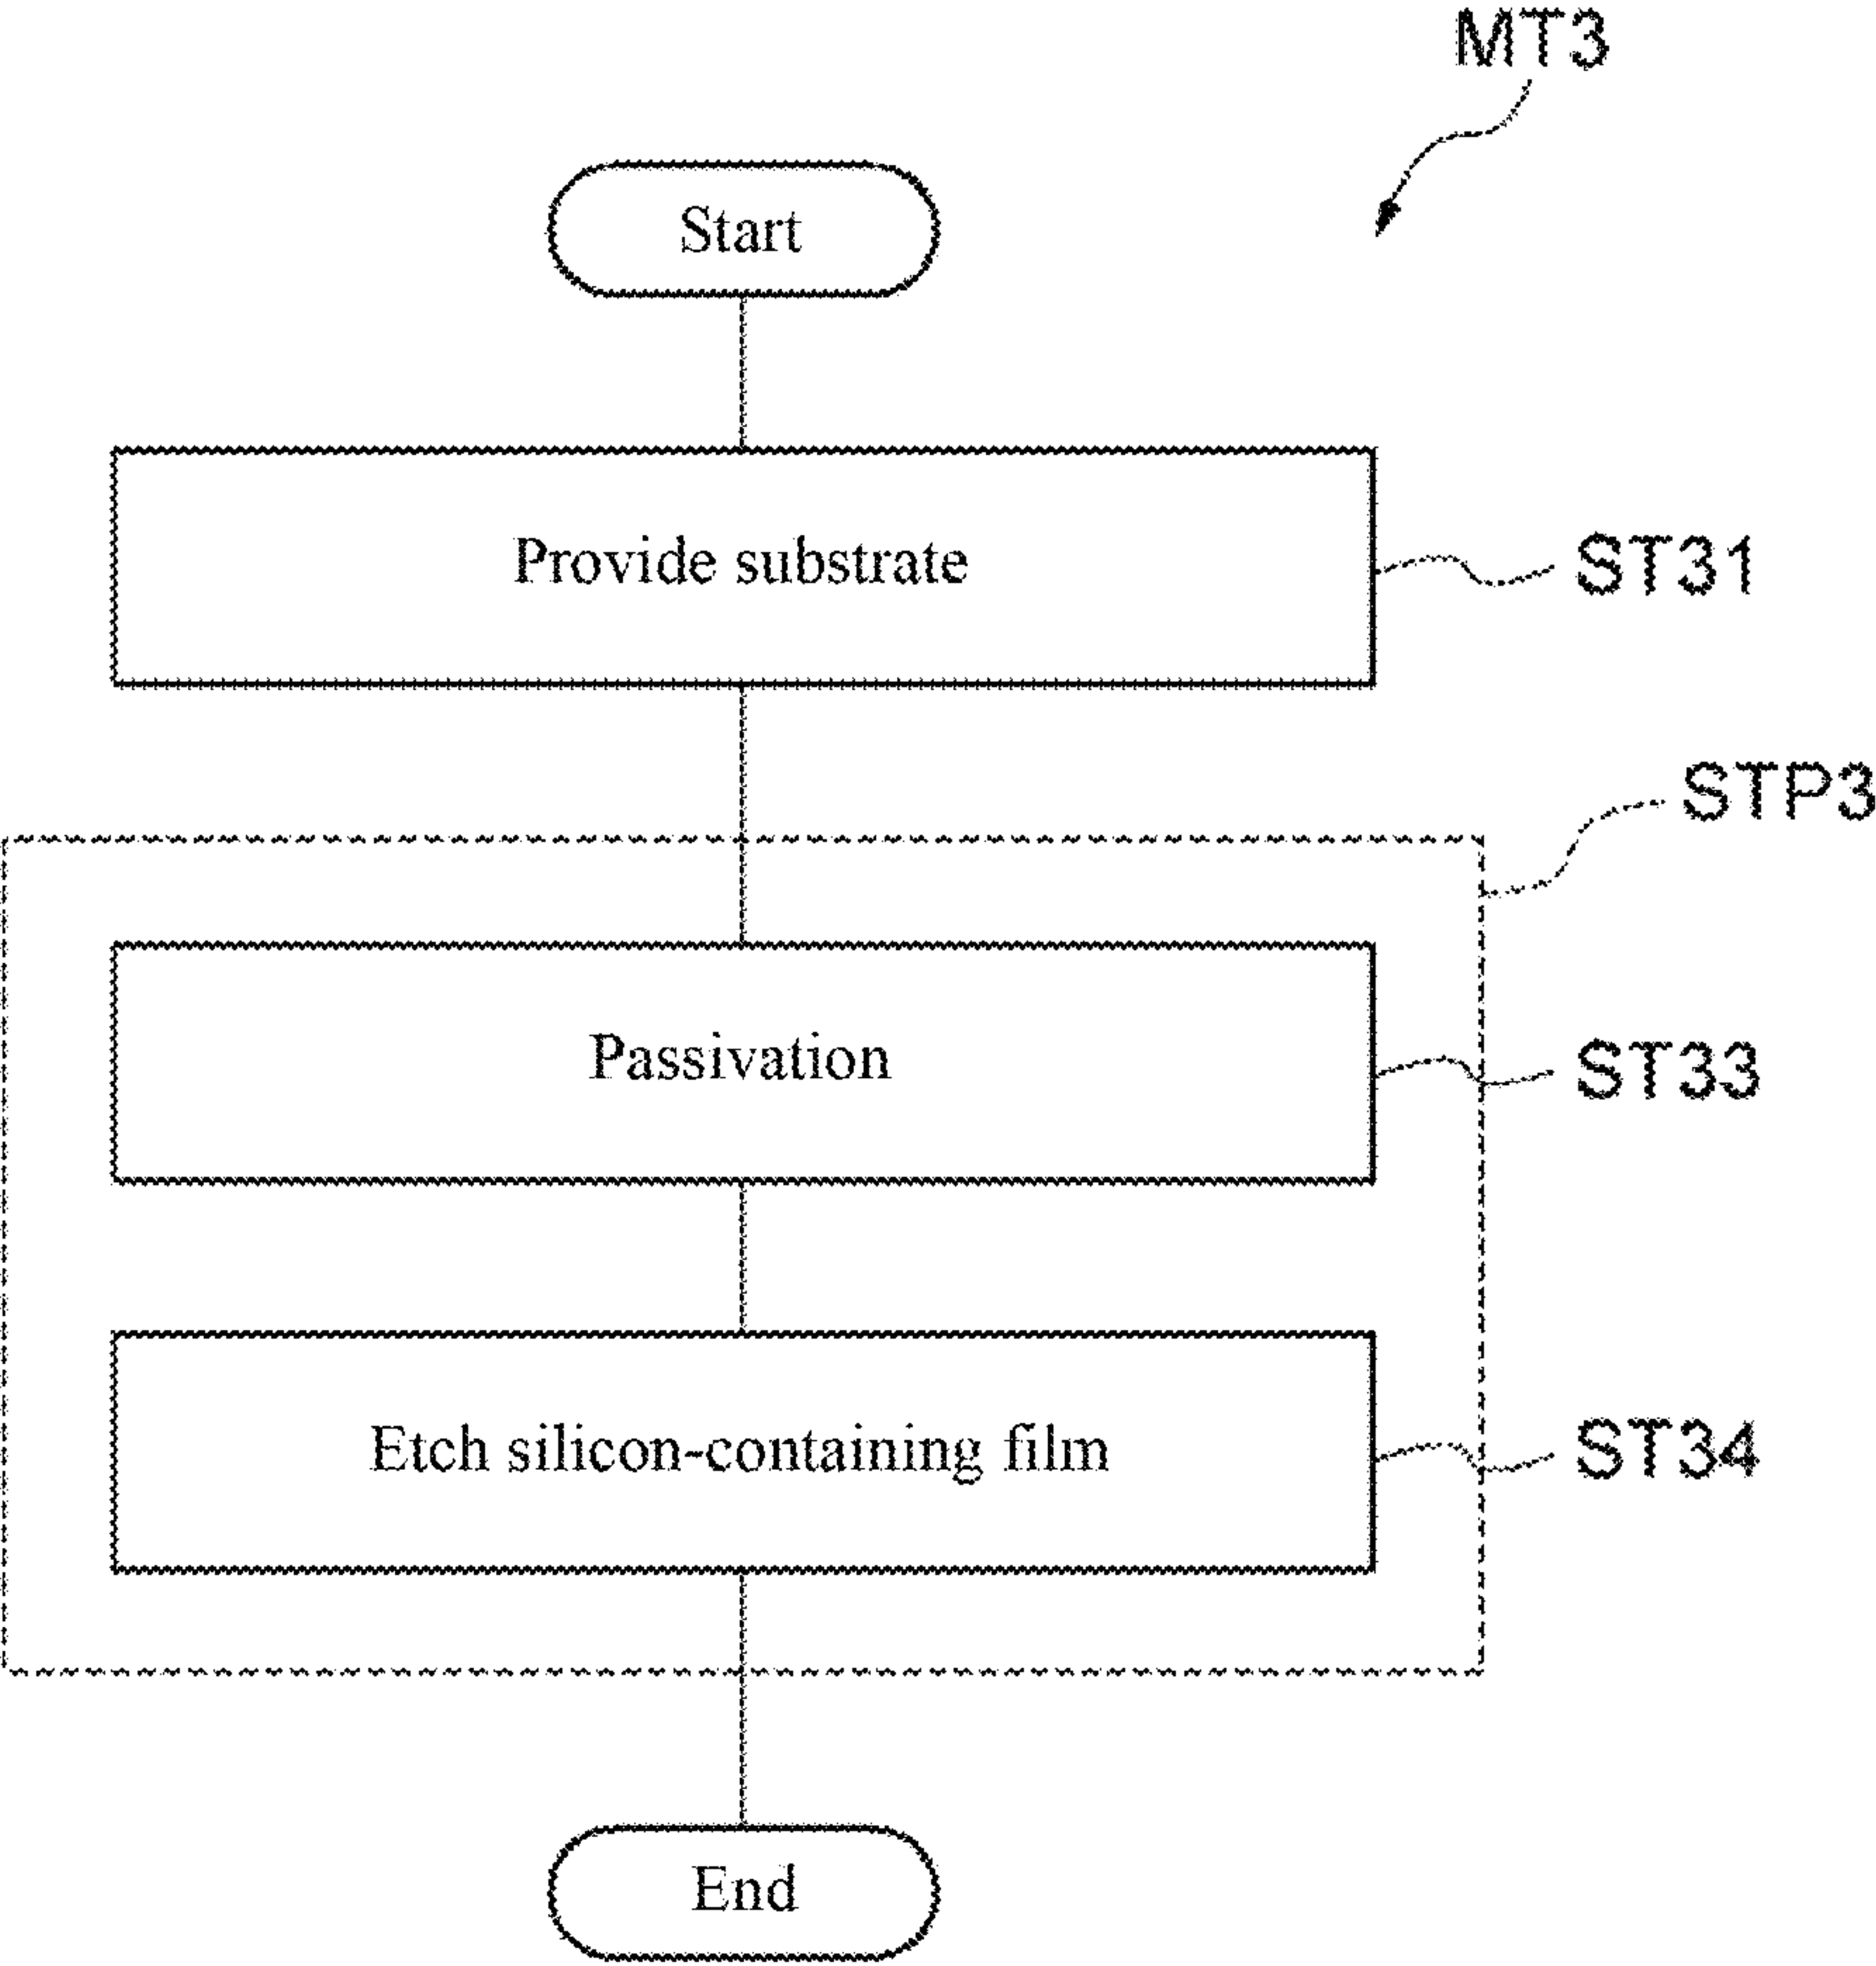 MT3
Start
Provide substrate
ST31
STP3
Passivation
ST33
Etch silicon-containing film
ST34
End